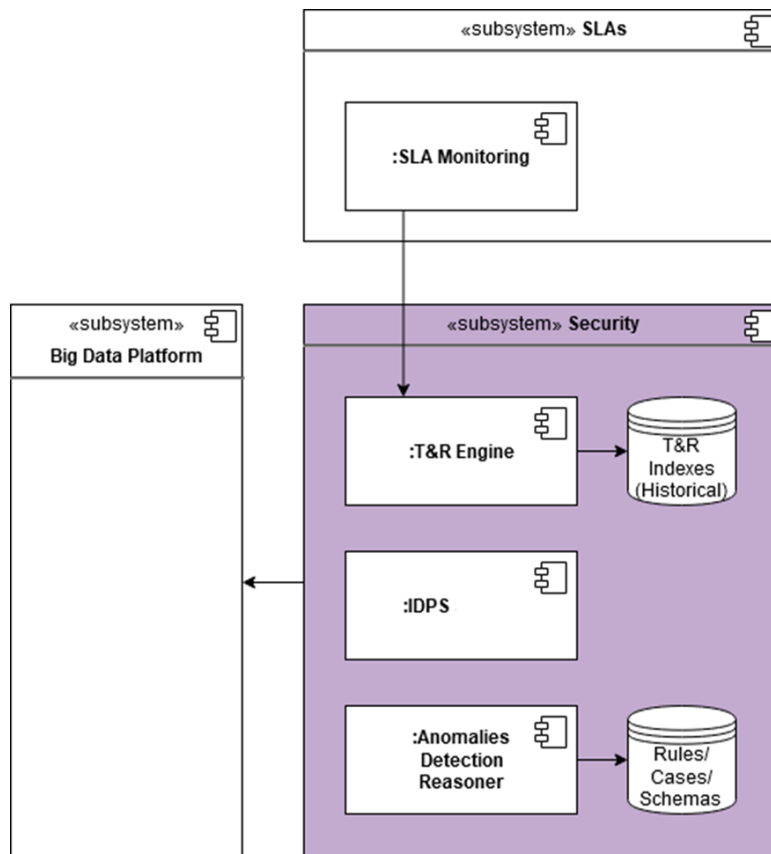 «subsystem» SLAs
:SLA Monitoring
«subsystem»
Big Data Platform
«subsystem» Security
:T&R Engine
T&R
Indexes
(Historical)
:IDPS
:Anomalies
Detection
Reasoner
Rules/
Cases/
Schemas